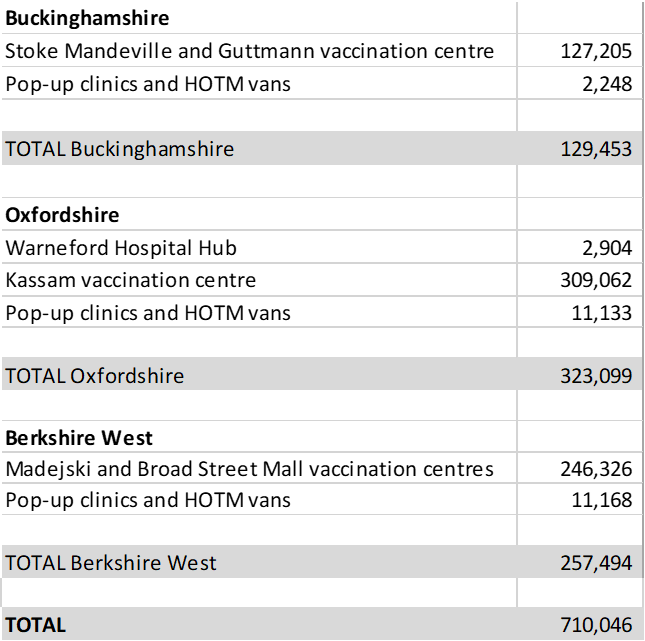 Buckinghamshire
Stoke Mandeville and Guttmann vaccination centre 127,205
Pop-up clinics and HOTM vans 2,248
TOTAL Buckinghamshire 129,453
Oxfordshire
Warneford Hospital Hub 2,904
Kassam vaccination centre 309,062
Pop-up clinics and HOTM vans 11,133
TOTAL Oxfordshire 323,099
Berkshire West
Madejski and Broad Street Mall vaccination centres 246,326
Pop-up clinics and HOTM vans 11,168
TOTAL Berkshire West 257,494
TOTAL 710,046